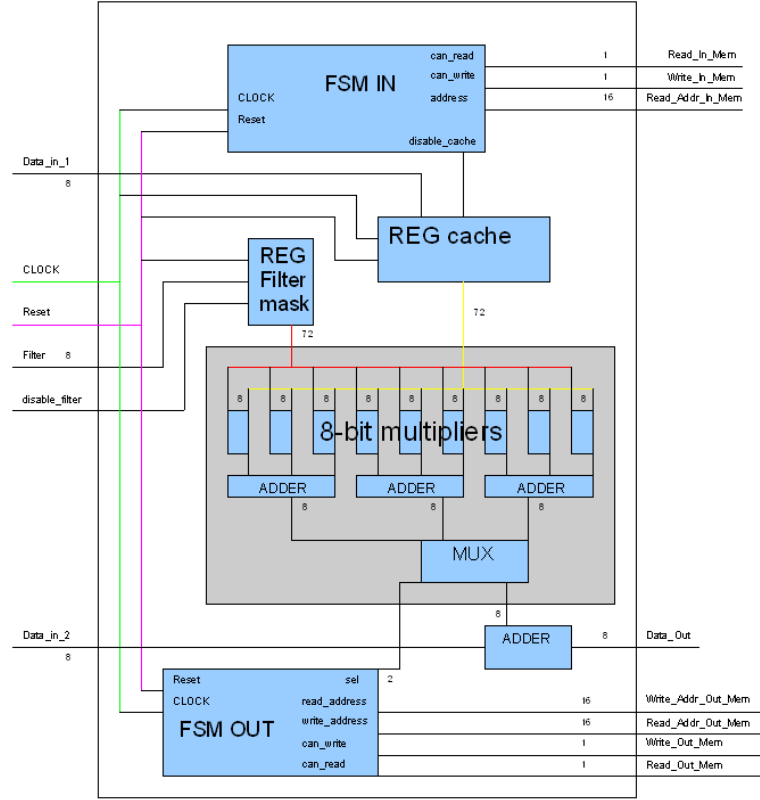 can_read 1 Read_In_Mem
FSM IN can_write 1 Write_In_Mem
CLOCK address 16 Read_Addr_In_Mem
Reset
disable_cache
Data_in_1
8
REG cache
REG
Filter
mask
CLOCK
Reset
72
72
Filter 8
disable_filter
8 8 8 8 8 8 8 8 8
8-bit multipliers
ADDER ADDER ADDER
8 8 8
MUX
8
Data_in_2 ADDER 8 Data_Out
8
Reset sel 2
CLOCK read_address 16 Write_Addr_Out_Mem
write_address 16 Read_Addr_Out_Mem
FSM OUT
can_write 1 Write_Out_Mem
can_read 1 Read_Out_Mem